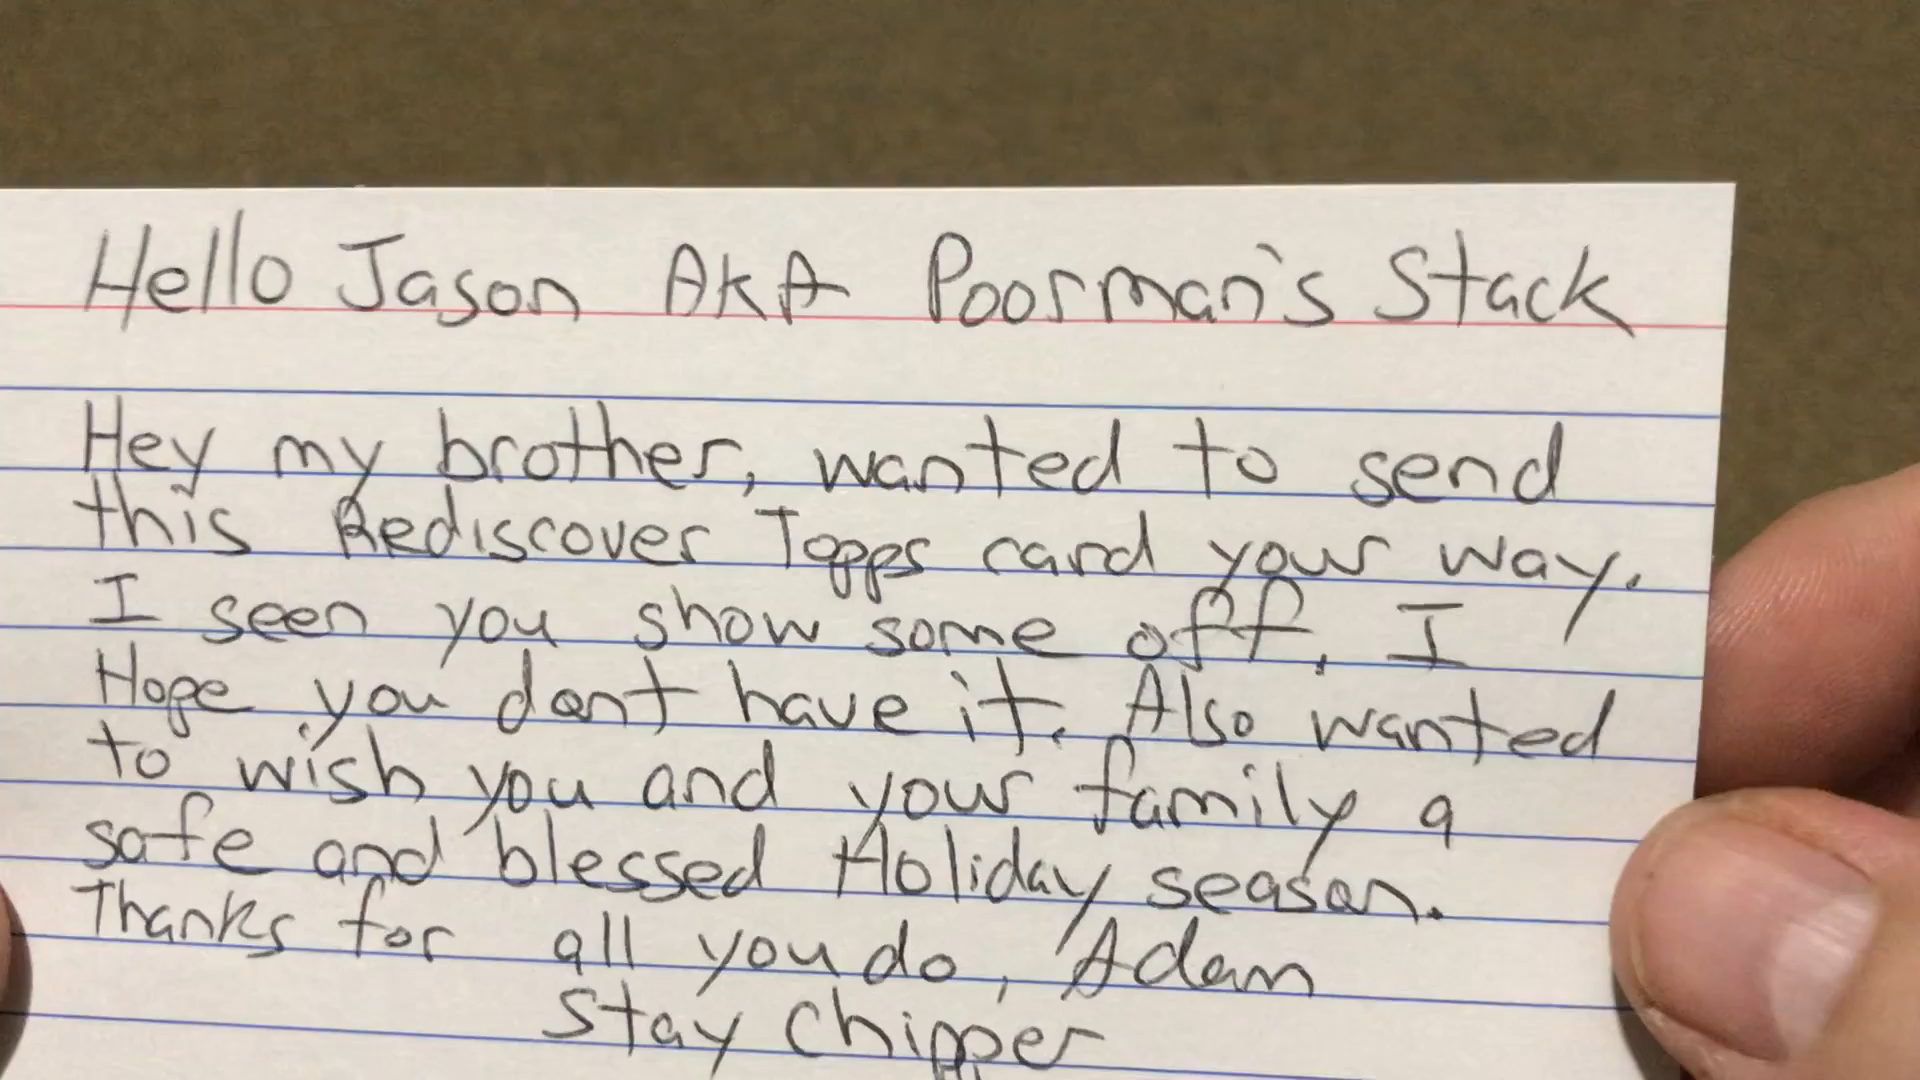 Hello Jason AKA Poorman's Stack
Hey my brother, wanted to send
this Rediscover Topps card your way.
I seen you show some off, I
Hope you dont have it. Also wanted
to wish you and your family a
safe and blessed Holiday season.
Thanks for all you do, Adam
Stay Chipper